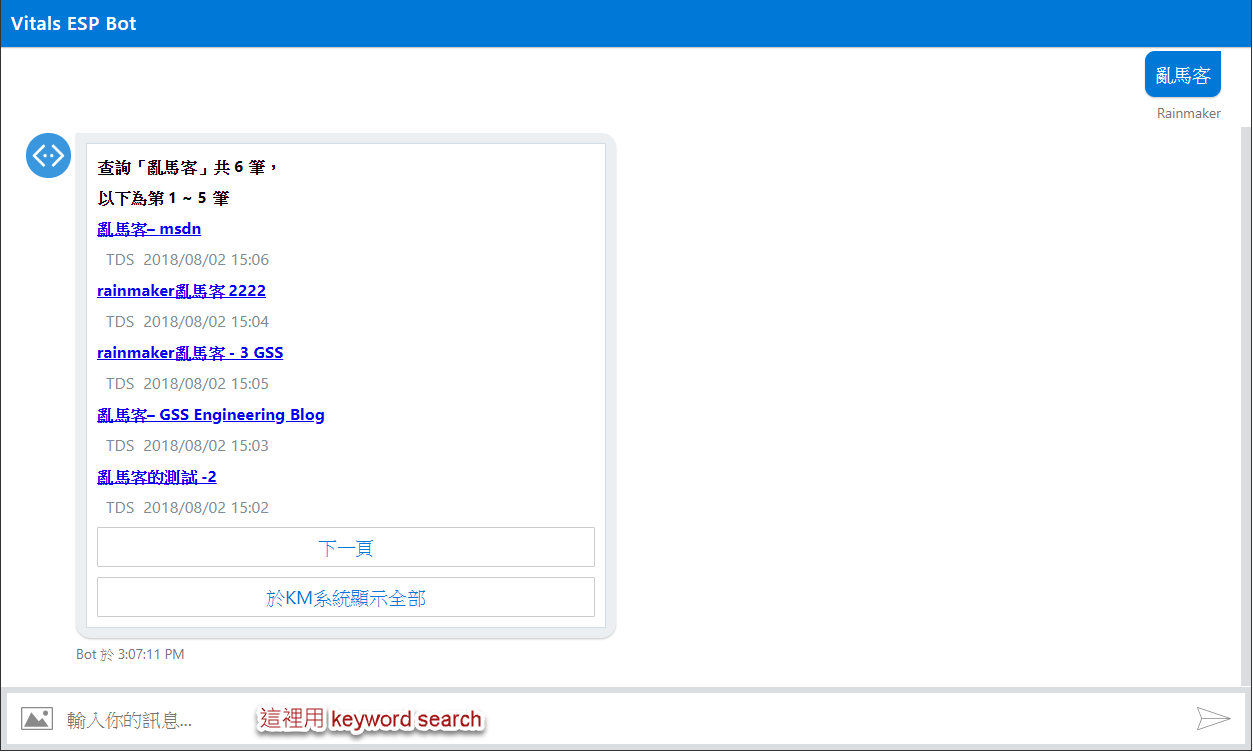 Vitals ESP Bot
亂馬客
Rainmaker
查詢「亂馬客」共 6 筆，
以下為第 1 ~ 5 筆
亂馬客– msdn
TDS 2018/08/02 15:06
rainmaker亂馬客 2222
TDS 2018/08/02 15:04
rainmaker亂馬客 - 3 GSS
TDS 2018/08/02 15:05
亂馬客– GSS Engineering Blog
TDS 2018/08/02 15:03
亂馬客的測試 -2
TDS 2018/08/02 15:02
下一頁
於KM系統顯示全部
Bot 於 3:07:11 PM
輸入你的訊息... 這裡用 keyword search